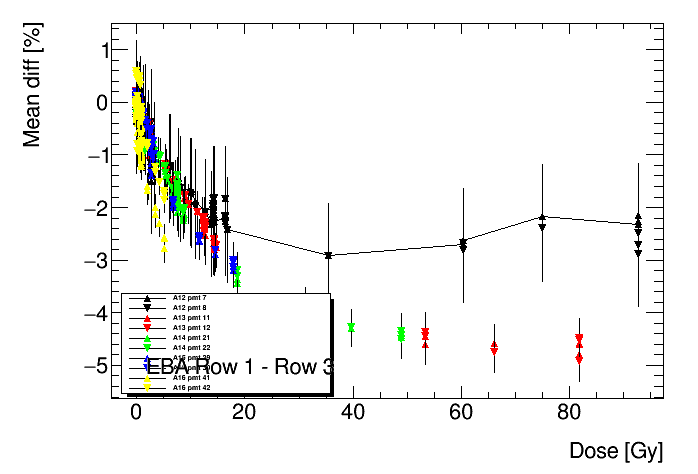 Mean diff [%]
1
0
−1
−2
−3
−4
−5
A12 pmt 7
A12 pmt 8
A13 pmt 11
A13 pmt 12
A14 pmt 21
A14 pmt 22
EBA Row 1 - Row 3
A16 pmt 41
A16 pmt 42
0 20 40 60 80
Dose [Gy]